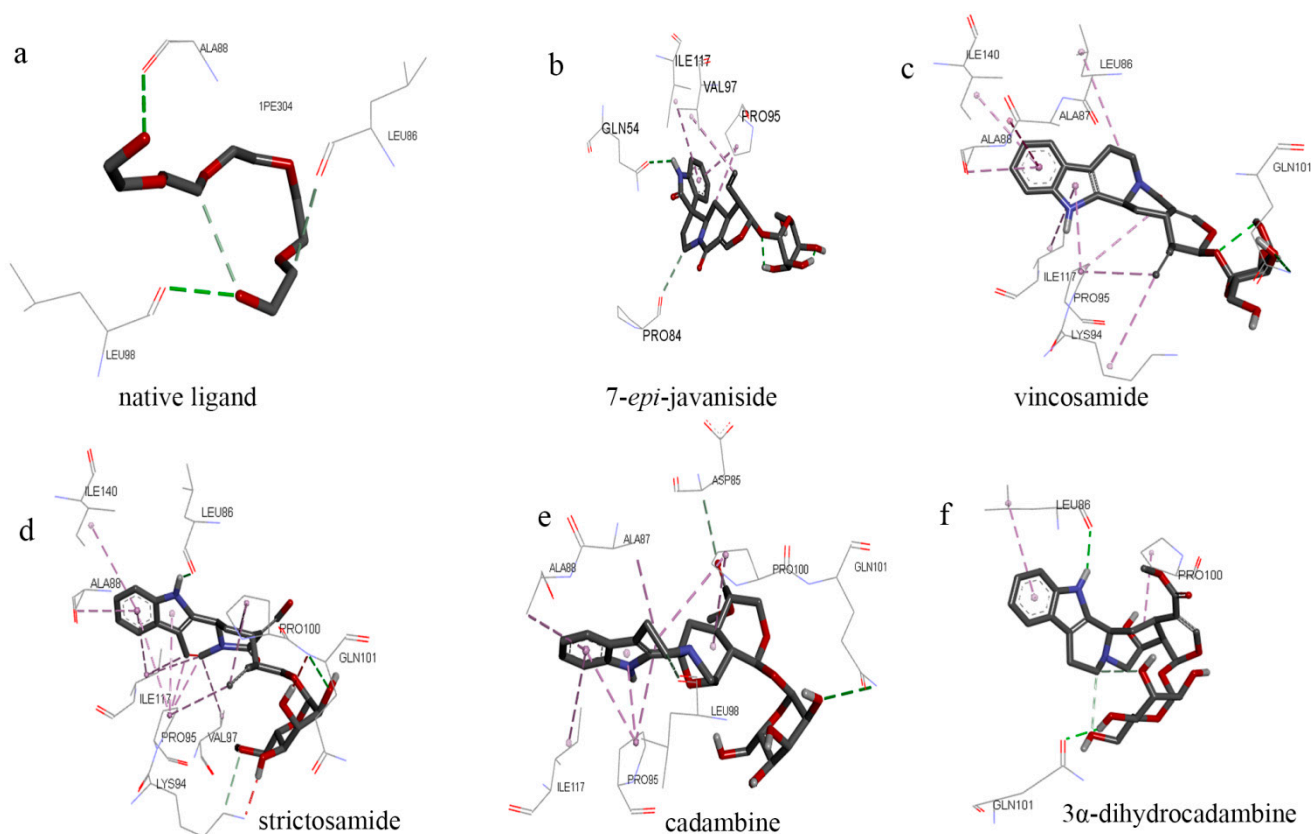 a
ALA88
1PE304
LEU86
LEU98
native ligand
b
ILE117
VAL97
GLN54
PRO95
PRO84
7-epi-javaniside
c
ILE140
LEU86
ALA87
ALA88
GLN101
ILE117
PRO95
LYS94
vincosamide
d
ILE140
LEU86
ALA88
PRO100
GLN101
ILE117
PRO95
VAL97
LYS94
strictosamide
e
ASP85
ALA87
ALA88
PRO100
GLN101
LEU98
ILE117
PRO95
cadambine
f
LEU86
PRO100
GLN101
3α-dihydrocadambine